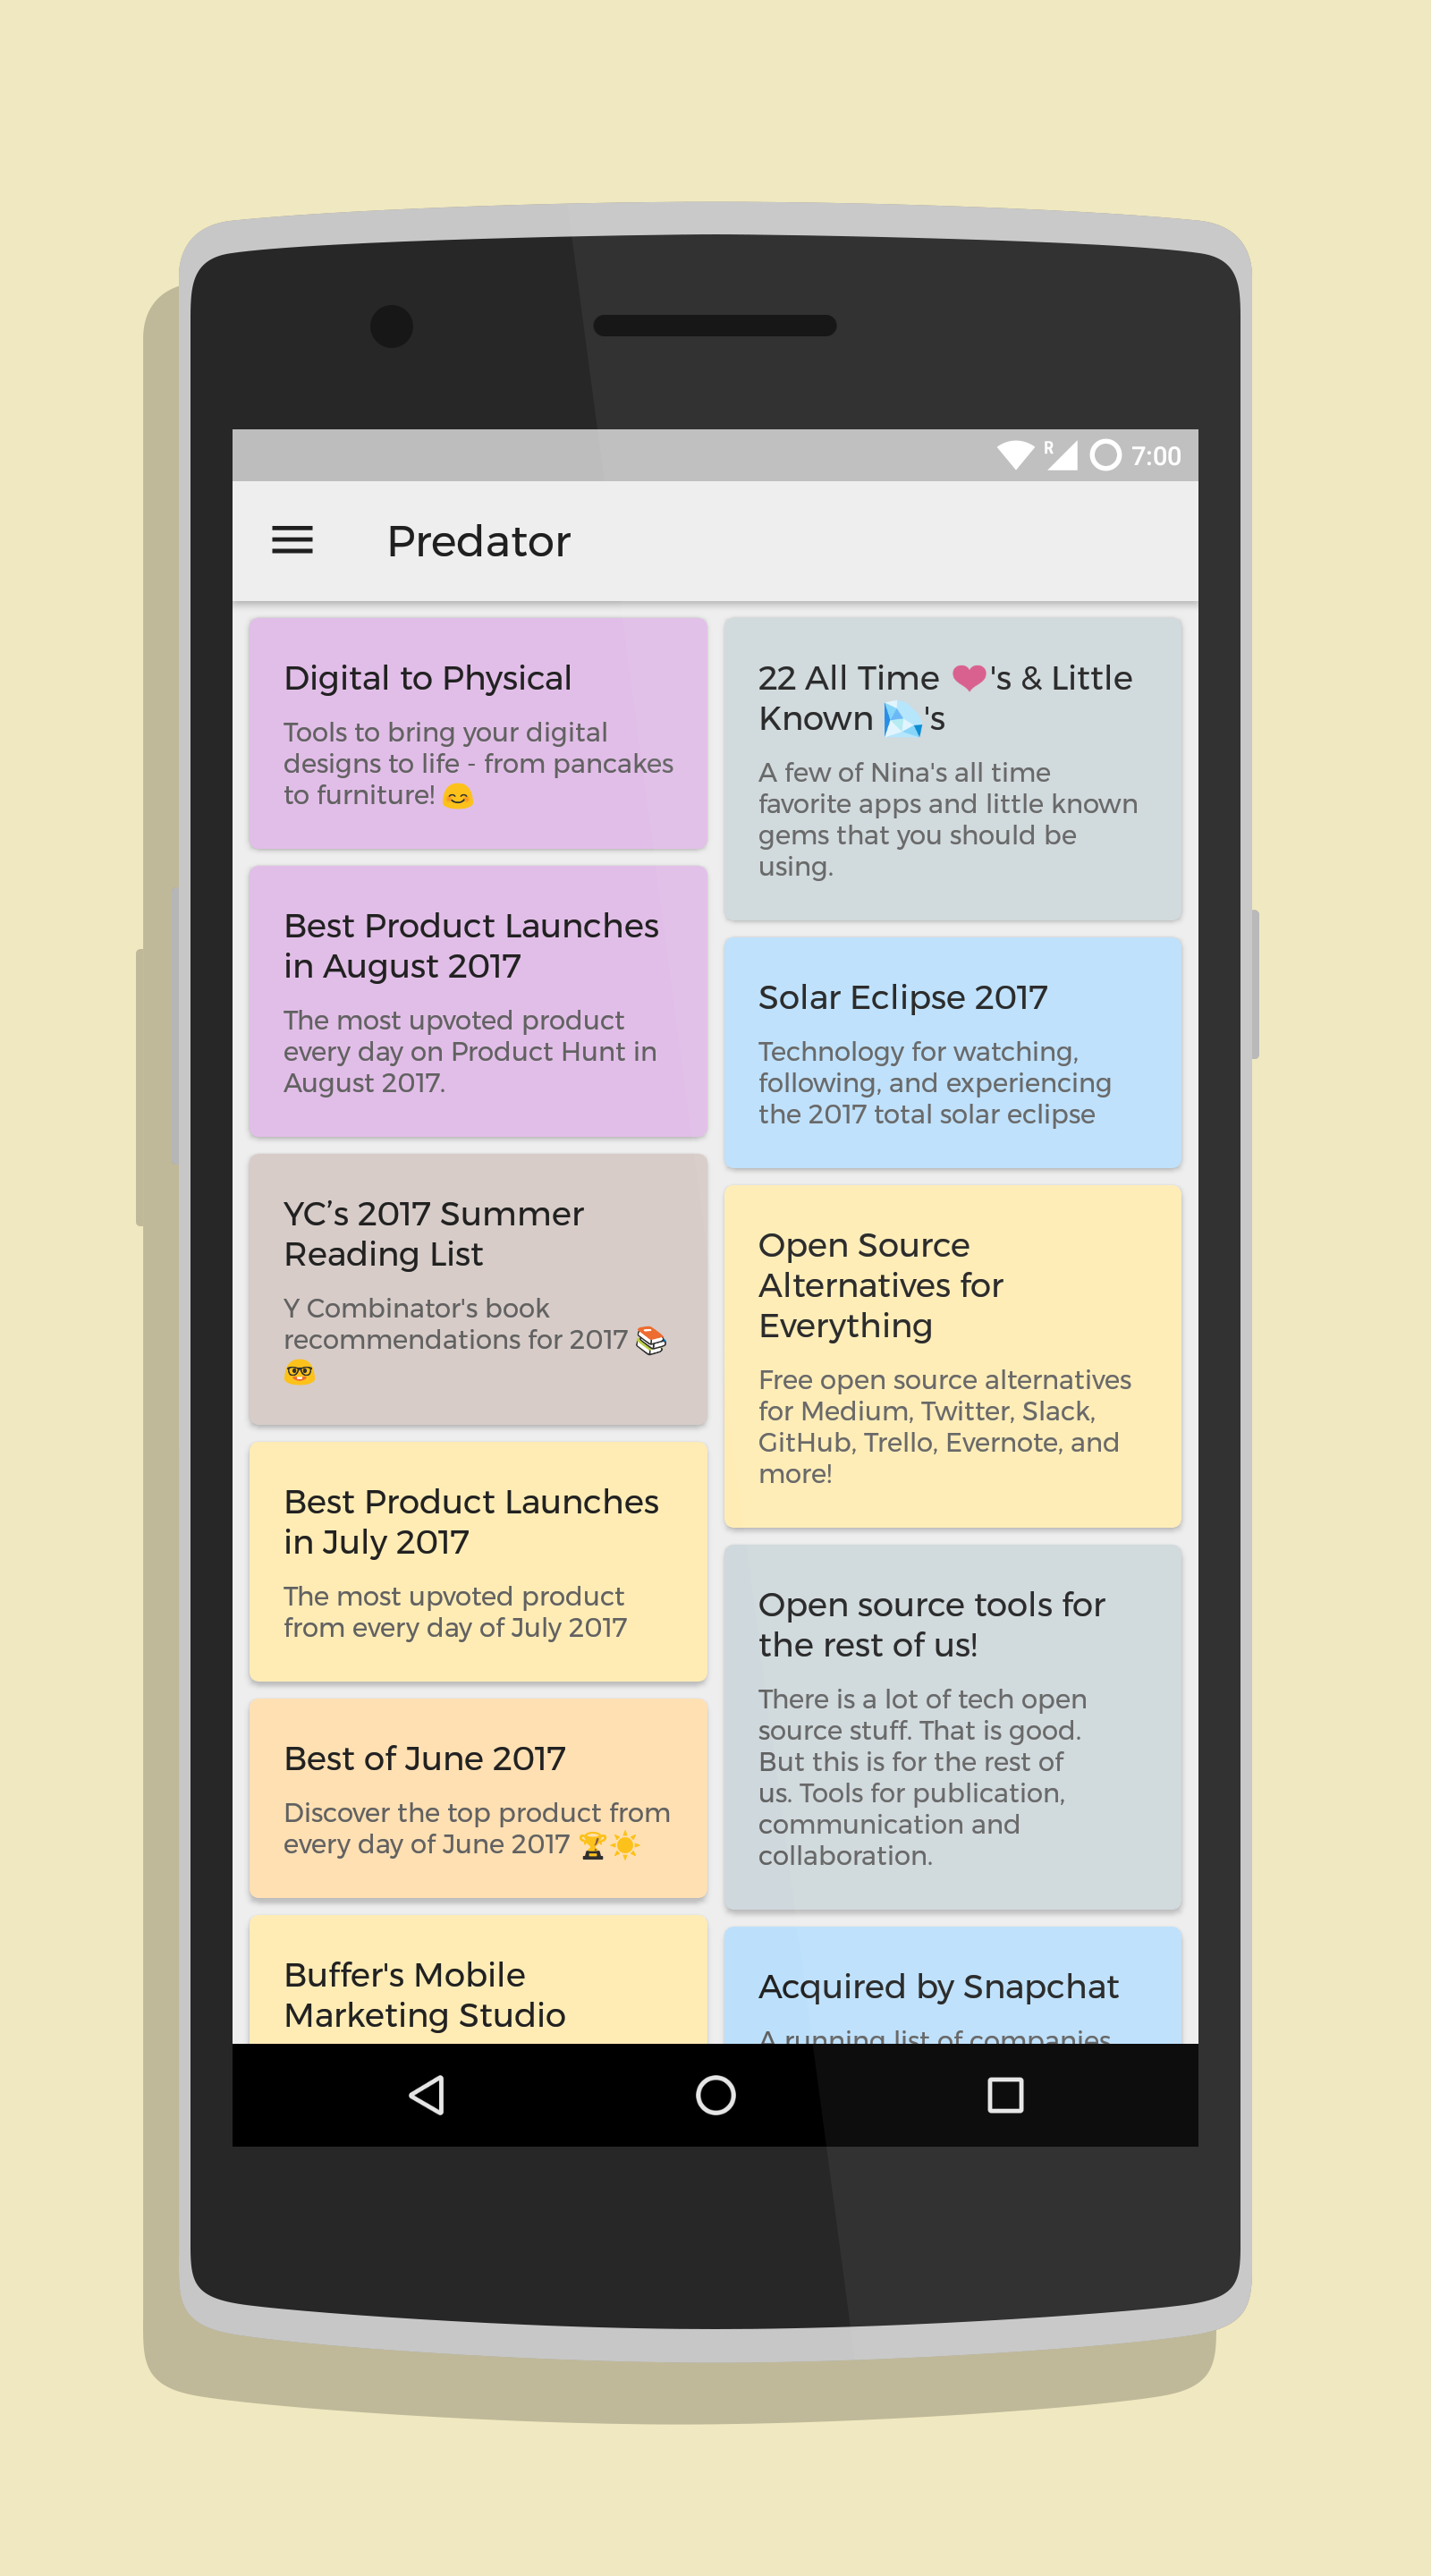 R
7:00
Predator
Digital to Physical
Tools to bring your digital
designs to life - from pancakes
to furniture! 😊
Best Product Launches
in August 2017
The most upvoted product
every day on Product Hunt in
August 2017.
YC’s 2017 Summer
Reading List
Y Combinator's book
recommendations for 2017 📚
🤓
Best Product Launches
in July 2017
The most upvoted product
from every day of July 2017
Best of June 2017
Discover the top product from
every day of June 2017 🏆☀️
Buffer's Mobile
Marketing Studio
22 All Time ❤️'s & Little
Known 💎's
A few of Nina's all time
favorite apps and little known
gems that you should be
using.
Solar Eclipse 2017
Technology for watching,
following, and experiencing
the 2017 total solar eclipse
Open Source
Alternatives for
Everything
Free open source alternatives
for Medium, Twitter, Slack,
GitHub, Trello, Evernote, and
more!
Open source tools for
the rest of us!
There is a lot of tech open
source stuff. That is good.
But this is for the rest of
us. Tools for publication,
communication and
collaboration.
Acquired by Snapchat
A running list of companies